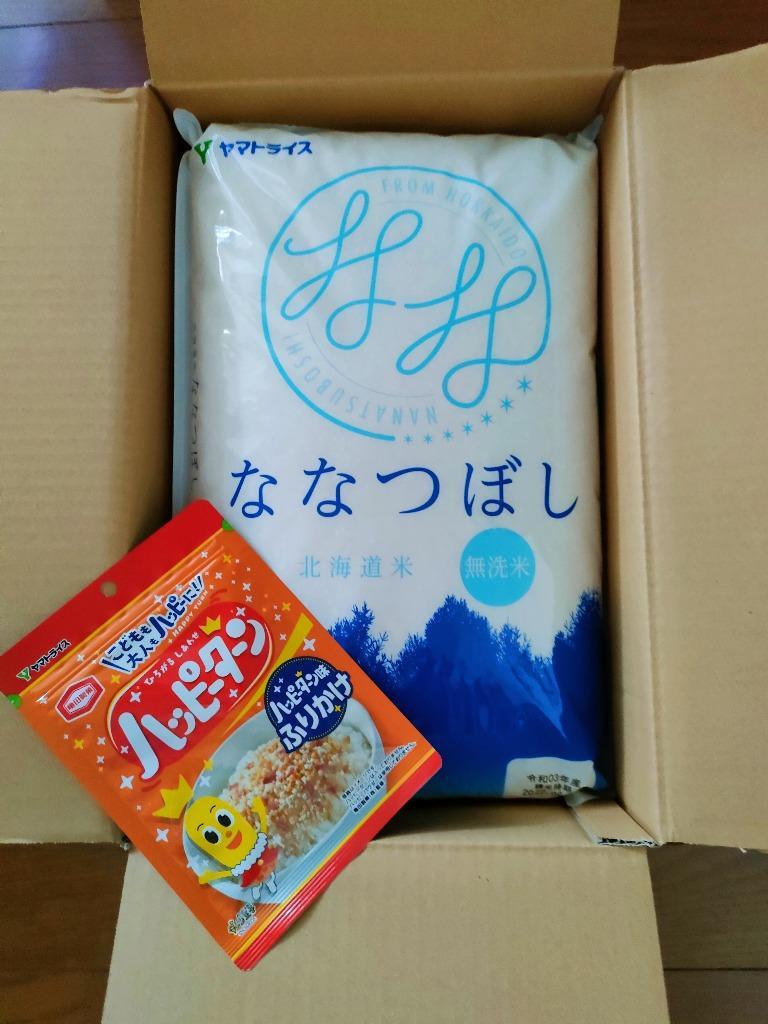 ヤマトライス
FROM HOKKAIDO
NANATSUBOSHI
ななつぼし
北海道米
無洗米
令和03年産
ヤマトライス
こどもも
大人もハッピーに!!
HAPPY TURN
ひろがる しあわせ
亀田製菓
ハッピーターン
ハッピーターン味
ふりかけ